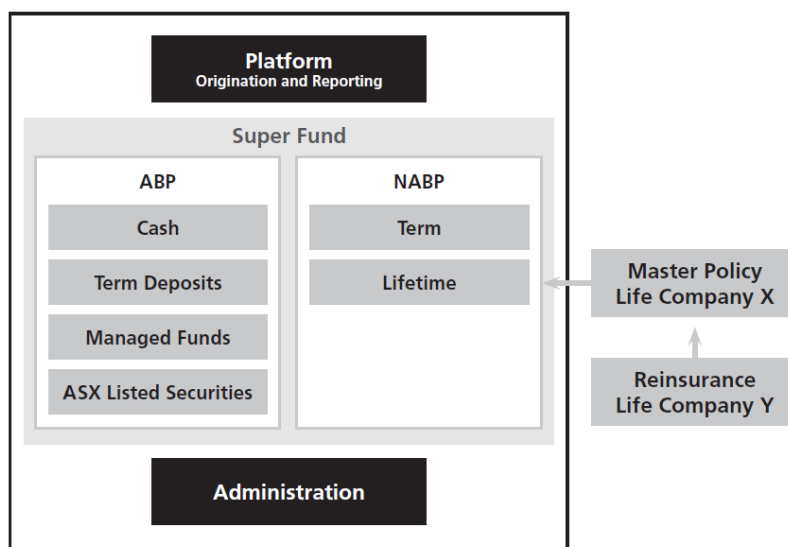 Platform
Origination and Reporting
Super Fund
ABP
Cash
Term Deposits
Managed Funds
ASX Listed Securities
NABP
Term
Lifetime
Master Policy
Life Company X
Reinsurance
Life Company Y
Administration